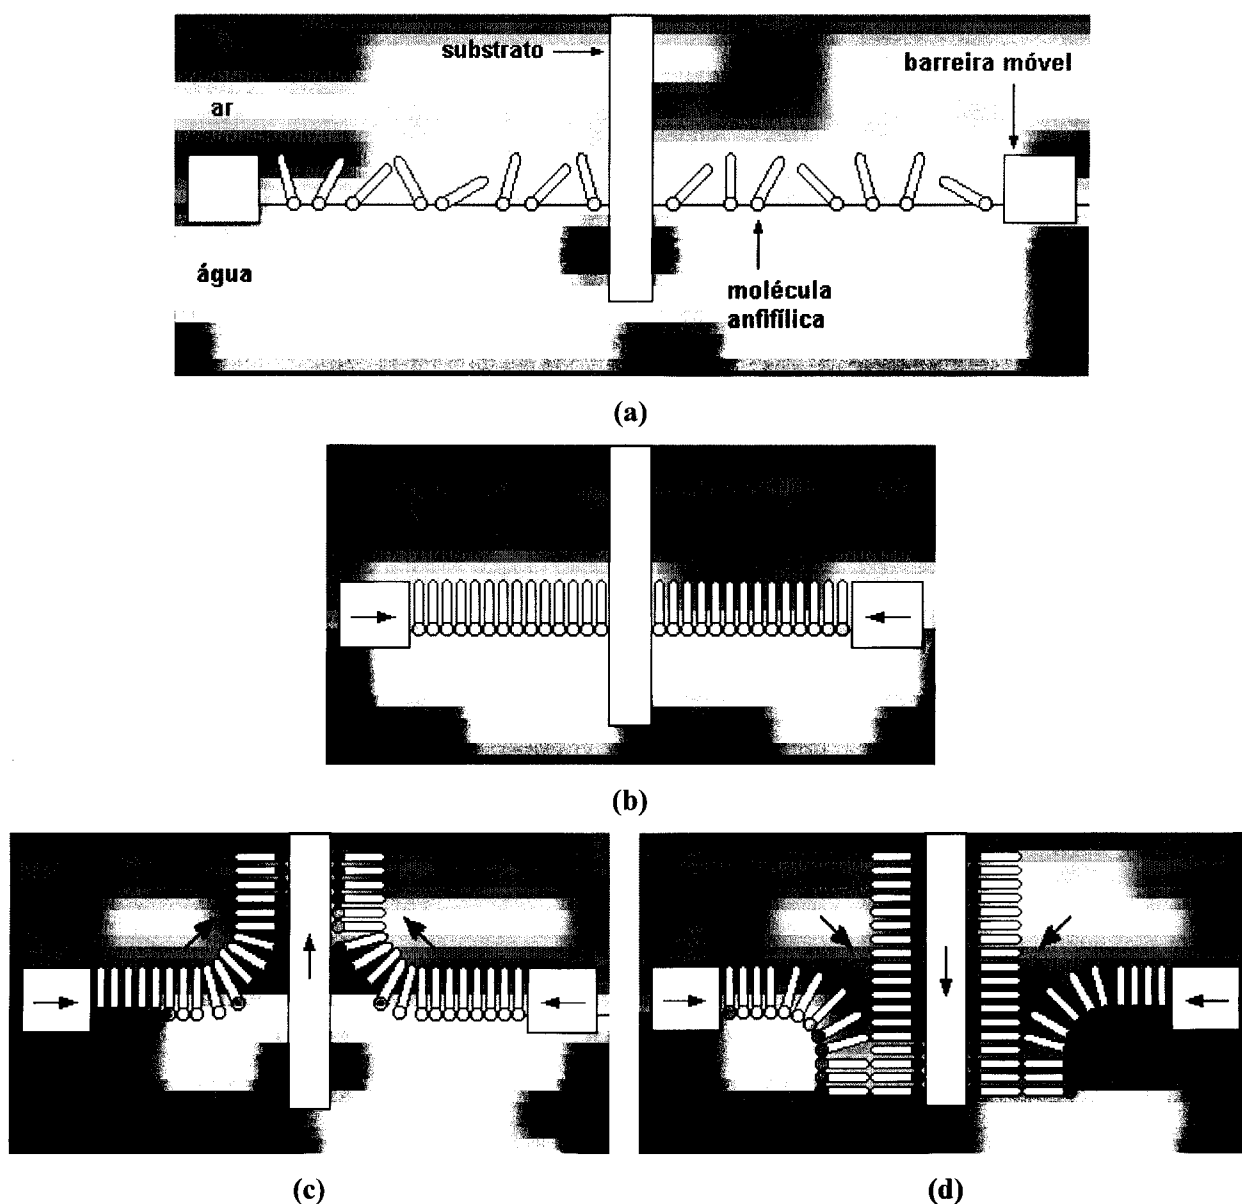 substrato
barreira móvel
ar
água
molécula
anfifílica
(a)
(b)
(c)
(d)